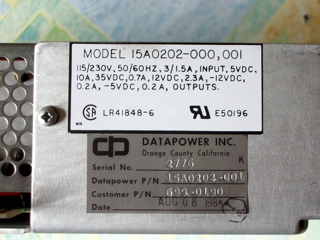 MODEL 15A0202-000,001
115/230V, 50/60HZ, 3/1.5A, INPUT, 5VDC,
10A, 35VDC, 0.7A, 12VDC, 2.3A, -12VDC,
0.2A, -5VDC, 0.2A, OUTPUTS.
LR41848-6 E50196
DATAPOWER INC.
Orange County California
Serial No. 2776 K
Datapower P/N 15A0202-001
Customer P/N 699-0190
Date AUG 08 1984